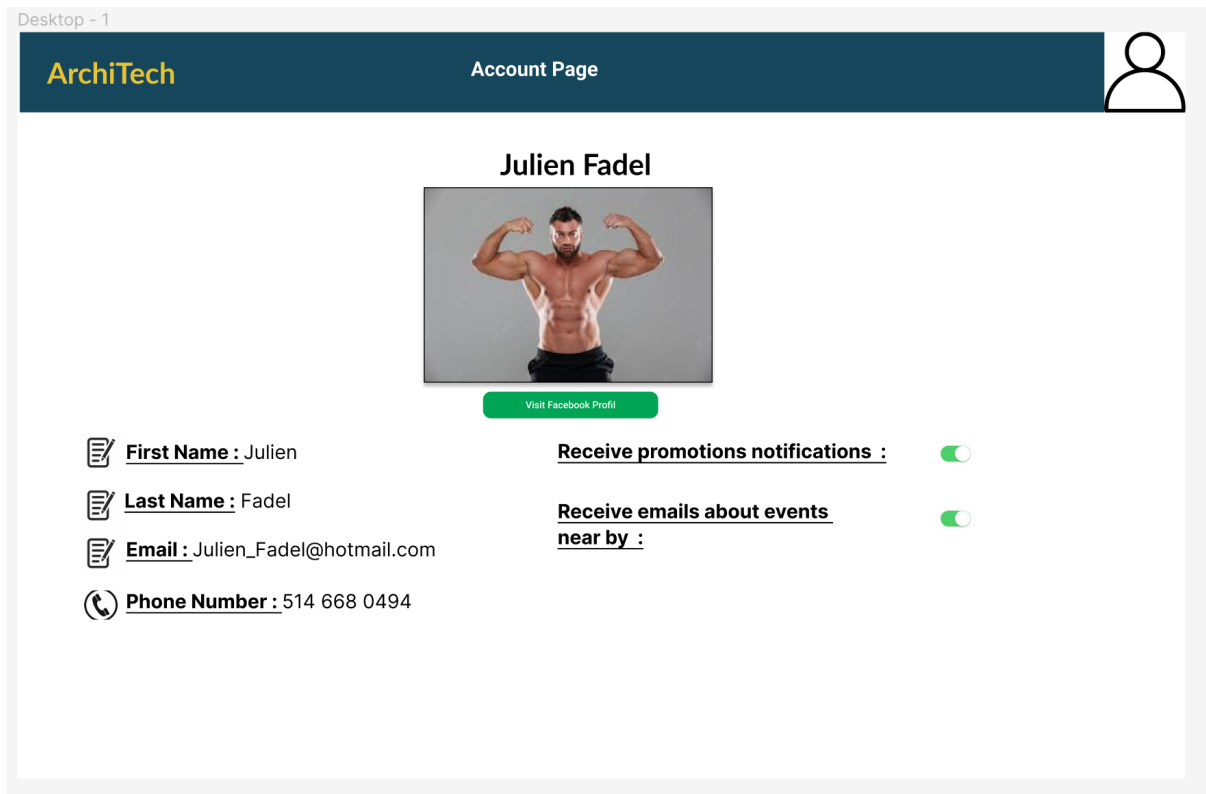 Desktop - 1
ArchiTech
Account Page
Julien Fadel
Visit Facebook Profil
First Name : Julien
Last Name : Fadel
Email : Julien_Fadel@hotmail.com
Phone Number : 514 668 0494
Receive promotions notifications :
Receive emails about events
near by :